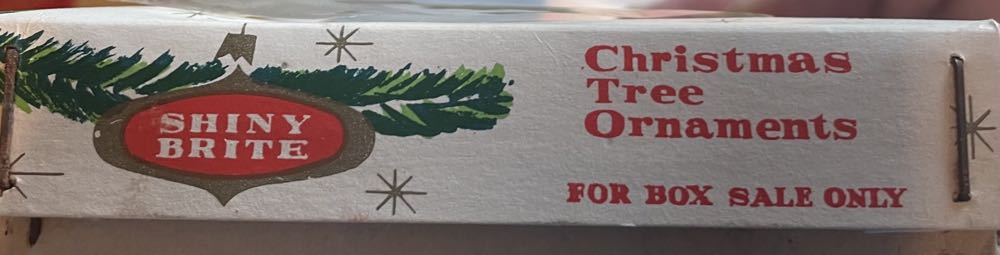 SHINY
BRITE
Christmas
Tree
Ornaments
FOR BOX SALE ONLY